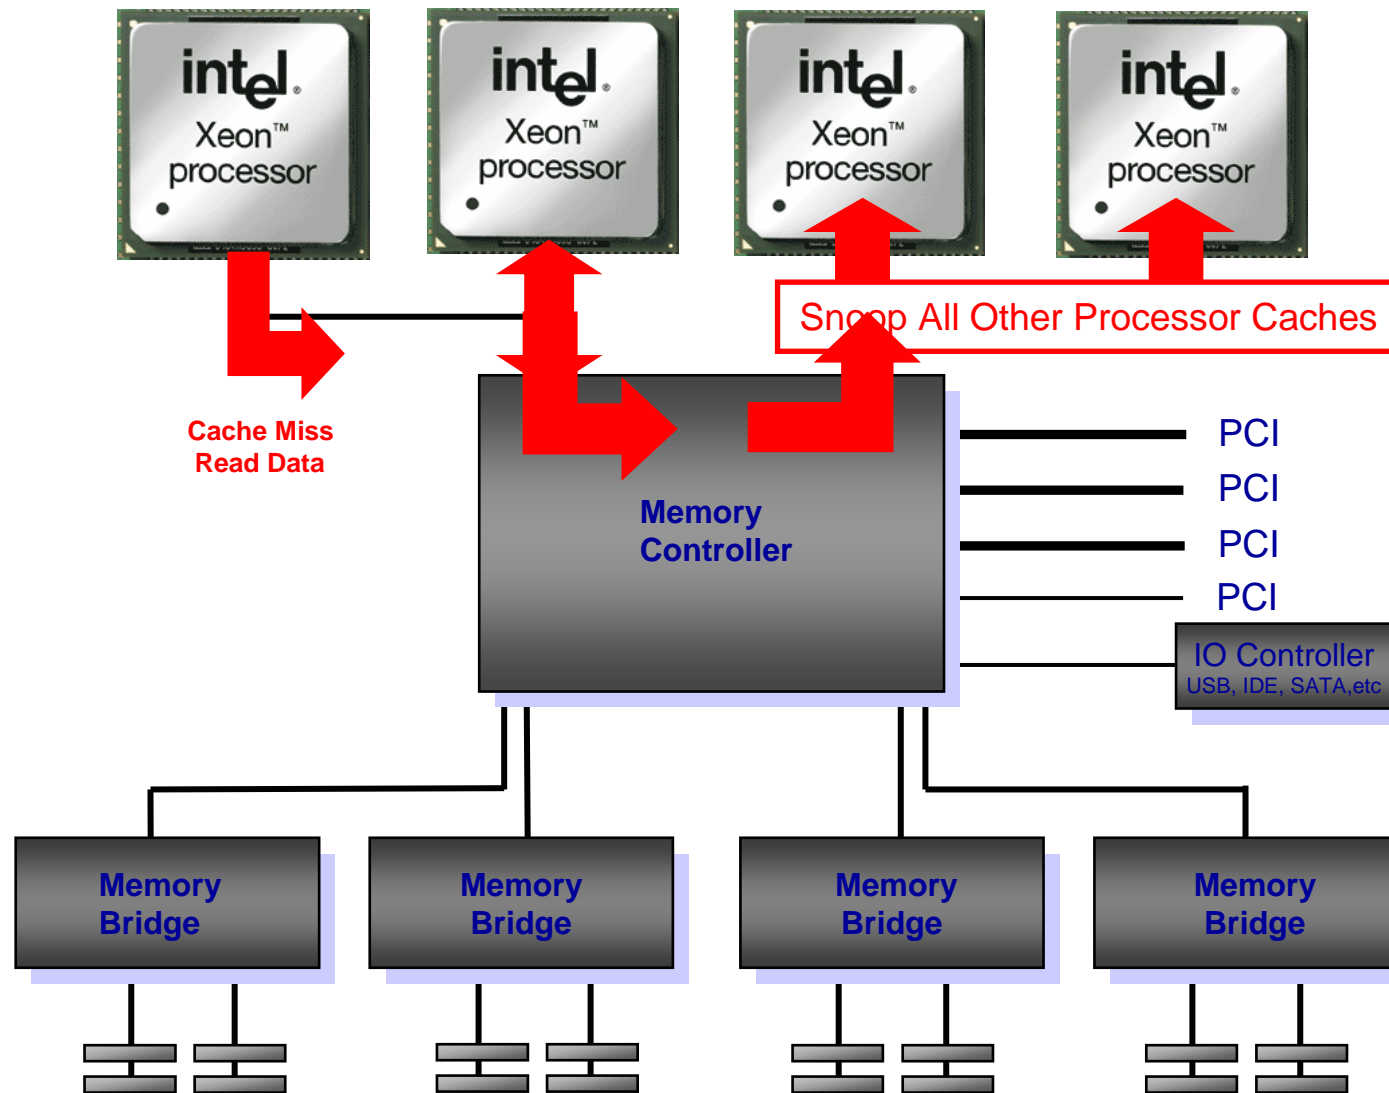 intel®
Xeon™
processor
intel®
Xeon™
processor
intel®
Xeon™
processor
intel®
Xeon™
processor
Snoop All Other Processor Caches
Cache Miss
Read Data
Memory
Controller
PCI
PCI
PCI
PCI
IO Controller
USB, IDE, SATA,etc
Memory
Bridge
Memory
Bridge
Memory
Bridge
Memory
Bridge